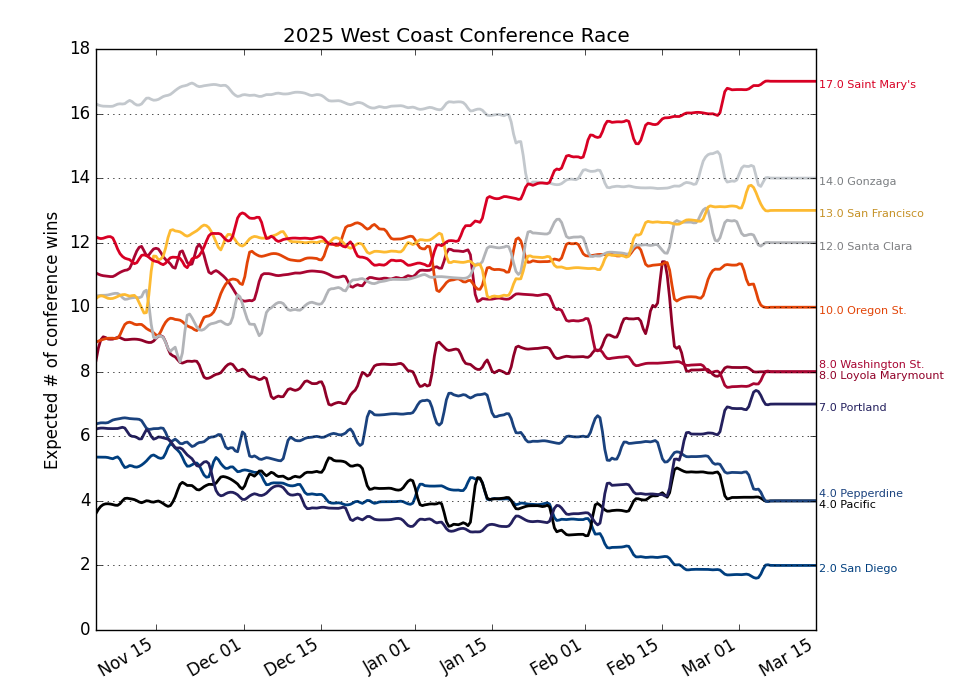 2025 West Coast Conference Race
Expected # of conference wins
18
16
14
12
10
8
6
4
2
0
17.0 Saint Mary's
14.0 Gonzaga
13.0 San Francisco
12.0 Santa Clara
10.0 Oregon St.
8.0 Washington St.
8.0 Loyola Marymount
7.0 Portland
4.0 Pepperdine
4.0 Pacific
2.0 San Diego
Nov 15
Dec 01
Dec 15
Jan 01
Jan 15
Feb 01
Feb 15
Mar 01
Mar 15